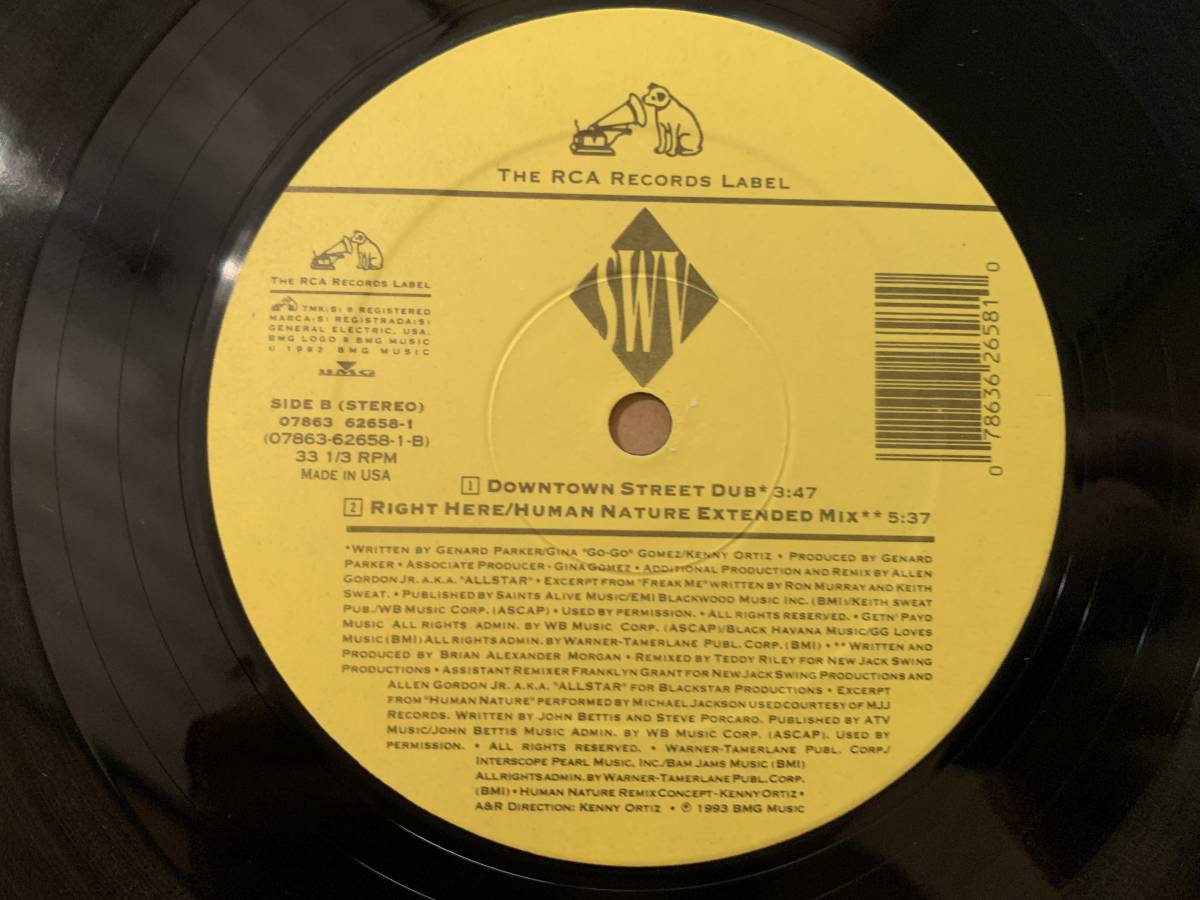 THE RCA RECORDS LABEL
SWV
THE RCA RECORDS LABEL
TMK(S) ® REGISTERED
MARCA(S) REGISTRADA(S)
GENERAL ELECTRIC, USA.
BMG LOGO ® BMG MUSIC
© 1993 BMG MUSIC
BMG
SIDE B (STEREO)
07863 62658-1
(07863-62658-1-B)
33 1/3 RPM
MADE IN USA
0 78636 26581 0
1 DOWNTOWN STREET DUB* 3:47
2 RIGHT HERE/HUMAN NATURE EXTENDED MIX** 5:37
*WRITTEN BY GENARD PARKER/GINA "GO-GO" GOMEZ/KENNY ORTIZ • PRODUCED BY GENARD
PARKER • ASSOCIATE PRODUCER - GINA GOMEZ • ADDITIONAL PRODUCTION AND REMIX BY ALLEN
GORDON JR. A.K.A. "ALLSTAR" • EXCERPT FROM "FREAK ME" WRITTEN BY RON MURRAY AND KEITH
SWEAT. • PUBLISHED BY SAINTS ALIVE MUSIC/EMI BLACKWOOD MUSIC INC. (BMI)/KEITH SWEAT
PUB./WB MUSIC CORP. (ASCAP) • USED BY PERMISSION. • ALL RIGHTS RESERVED. • GETN' PAYD
MUSIC ALL RIGHTS ADMIN. BY WB MUSIC CORP. (ASCAP)/BLACK HAVANA MUSIC/GG LOVES
MUSIC (BMI) ALL RIGHTS ADMIN. BY WARNER-TAMERLANE PUBL. CORP. (BMI) • ** WRITTEN AND
PRODUCED BY BRIAN ALEXANDER MORGAN • REMIXED BY TEDDY RILEY FOR NEW JACK SWING
PRODUCTIONS • ASSISTANT REMIXER FRANKLYN GRANT FOR NEW JACK SWING PRODUCTIONS AND
ALLEN GORDON JR. A.K.A. "ALLSTAR" FOR BLACKSTAR PRODUCTIONS • EXCERPT
FROM "HUMAN NATURE" PERFORMED BY MICHAEL JACKSON USED COURTESY OF MJJ
RECORDS. WRITTEN BY JOHN BETTIS AND STEVE PORCARO. PUBLISHED BY ATV
MUSIC/JOHN BETTIS MUSIC ADMIN. BY WB MUSIC CORP. (ASCAP). USED BY
PERMISSION. • ALL RIGHTS RESERVED. • WARNER-TAMERLANE PUBL. CORP./
INTERSCOPE PEARL MUSIC, INC./BAM JAMS MUSIC (BMI)
ALL RIGHTS ADMIN. BY WARNER-TAMERLANE PUBL. CORP.
(BMI) • HUMAN NATURE REMIX CONCEPT - KENNY ORTIZ •
A&R DIRECTION: KENNY ORTIZ • ℗ 1993 BMG MUSIC